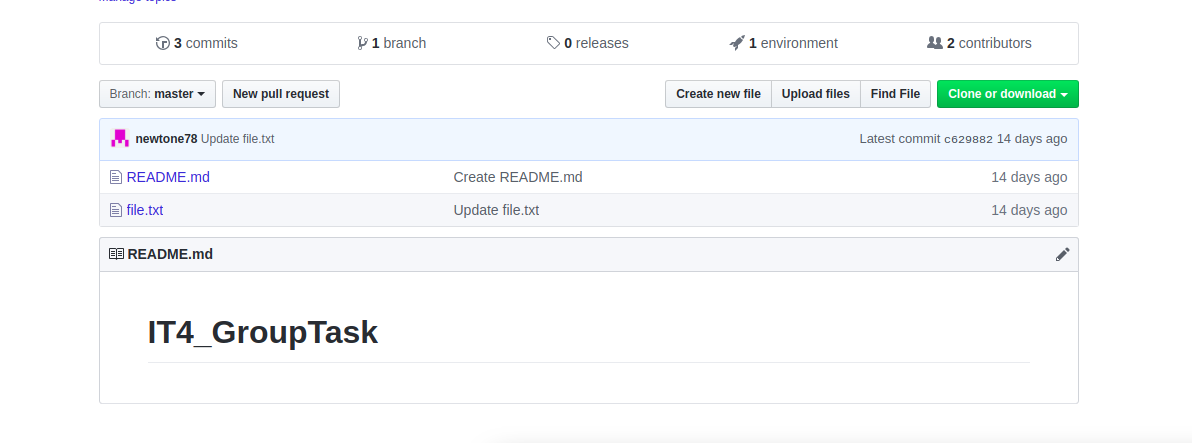 manage topics
3 commits 1 branch 0 releases 1 environment 2 contributors
Branch: master New pull request Create new file Upload files Find File Clone or download
newtone78 Update file.txt Latest commit c629882 14 days ago
README.md Create README.md 14 days ago
file.txt Update file.txt 14 days ago
README.md
IT4_GroupTask